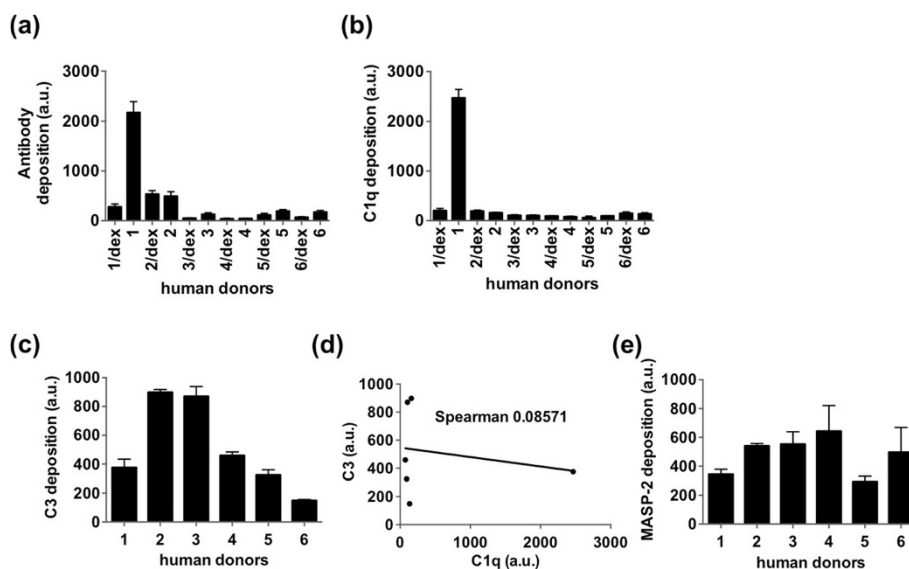 (a)
Antibody
deposition (a.u.)
3000
2000
1000
0
1/dex 1 2/dex 2 3/dex 3 4/dex 4 5/dex 5 6/dex 6
human donors
(b)
C1q deposition (a.u.)
3000
2000
1000
0
1/dex 1 2/dex 2 3/dex 3 4/dex 4 5/dex 5 6/dex 6
human donors
(c)
C3 deposition (a.u.)
1000
800
600
400
200
0
1 2 3 4 5 6
human donors
(d)
C3 (a.u.)
1000
800
600
400
200
0
Spearman 0.08571
0 1000 2000 3000
C1q (a.u.)
(e)
MASP-2 deposition (a.u.)
1000
800
600
400
200
0
1 2 3 4 5 6
human donors